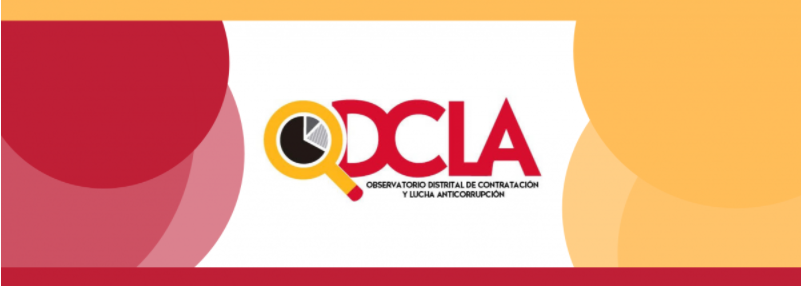 ODCLA
OBSERVATORIO DISTRITAL DE CONTRATACIÓN
Y LUCHA ANTICORRUPCIÓN